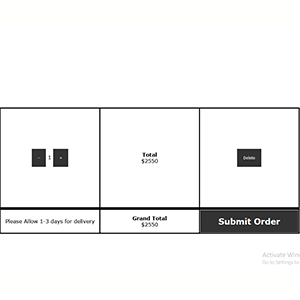 - 1 +
Total
$2550
Delete
Please Allow 1-3 days for delivery
Grand Total
$2550
Submit Order
Activate Win
Go to Settings to